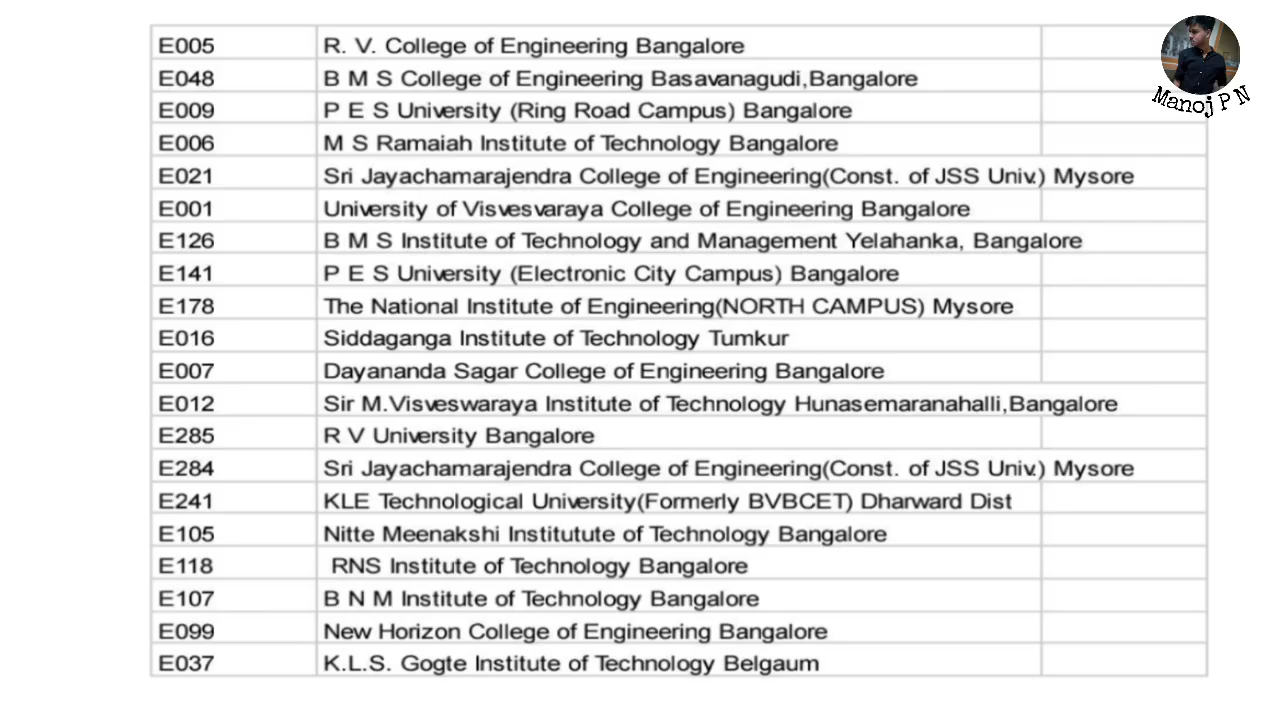 E005 R. V. College of Engineering Bangalore
E048 B M S College of Engineering Basavanagudi,Bangalore
E009 P E S University (Ring Road Campus) Bangalore
E006 M S Ramaiah Institute of Technology Bangalore
E021 Sri Jayachamarajendra College of Engineering(Const. of JSS Univ.) Mysore
E001 University of Visvesvaraya College of Engineering Bangalore
E126 B M S Institute of Technology and Management Yelahanka, Bangalore
E141 P E S University (Electronic City Campus) Bangalore
E178 The National Institute of Engineering(NORTH CAMPUS) Mysore
E016 Siddaganga Institute of Technology Tumkur
E007 Dayananda Sagar College of Engineering Bangalore
E012 Sir M.Visveswaraya Institute of Technology Hunasemaranahalli,Bangalore
E285 R V University Bangalore
E284 Sri Jayachamarajendra College of Engineering(Const. of JSS Univ.) Mysore
E241 KLE Technological University(Formerly BVBCET) Dharward Dist
E105 Nitte Meenakshi Institutute of Technology Bangalore
E118 RNS Institute of Technology Bangalore
E107 B N M Institute of Technology Bangalore
E099 New Horizon College of Engineering Bangalore
E037 K.L.S. Gogte Institute of Technology Belgaum
Manoj P N